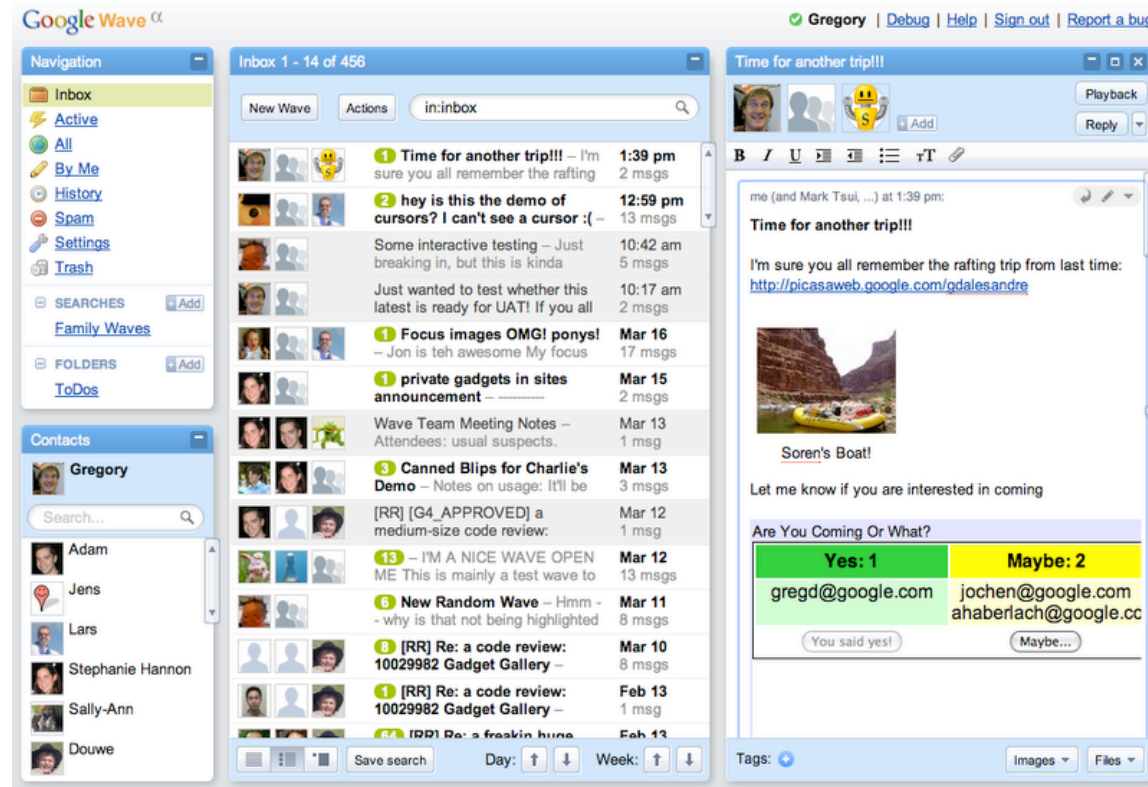 Google Wave α
Gregory | Debug | Help | Sign out | Report a bug
Navigation
Inbox
Active
All
By Me
History
Spam
Settings
Trash
SEARCHES Add
Family Waves
FOLDERS Add
ToDos
Contacts
Gregory
Search...
Adam
Jens
Lars
Stephanie Hannon
Sally-Ann
Douwe
Inbox 1 - 14 of 456
New Wave Actions in:inbox
1 Time for another trip!!! – I'm 1:39 pm
sure you all remember the rafting 2 msgs
2 hey is this the demo of 12:59 pm
cursors? I can't see a cursor :( – 13 msgs
Some interactive testing – Just 10:42 am
breaking in, but this is kinda 5 msgs
Just wanted to test whether this 10:17 am
latest is ready for UAT! If you all 2 msgs
1 Focus images OMG! ponys! Mar 16
– Jon is teh awesome My focus 17 msgs
1 private gadgets in sites Mar 15
announcement – ---------- 2 msgs
Wave Team Meeting Notes – Mar 13
Attendees: usual suspects. 1 msg
3 Canned Blips for Charlie's Mar 13
Demo – Notes on usage: It'll be 3 msgs
[RR] [G4_APPROVED] a Mar 12
medium-size code review: 1 msg
13 – I'M A NICE WAVE OPEN Mar 12
ME This is mainly a test wave to 13 msgs
6 New Random Wave – Hmm - Mar 11
- why is that not being highlighted 8 msgs
8 [RR] Re: a code review: Mar 10
10029982 Gadget Gallery – 8 msgs
1 [RR] Re: a code review: Feb 13
10029982 Gadget Gallery – 1 msg
64 [RR] Re: a freakin huge Feb 13
Save search Day: Week:
Time for another trip!!!
S
Add
Playback
Reply
B I U TT
me (and Mark Tsui, ...) at 1:39 pm:
Time for another trip!!!
I'm sure you all remember the rafting trip from last time:
http://picasaweb.google.com/gdalesandre
Soren's Boat!
Let me know if you are interested in coming
Are You Coming Or What?
Yes: 1 Maybe: 2
gregd@google.com jochen@google.com
ahaberlach@google.cc
You said yes! Maybe...
Tags: Images Files